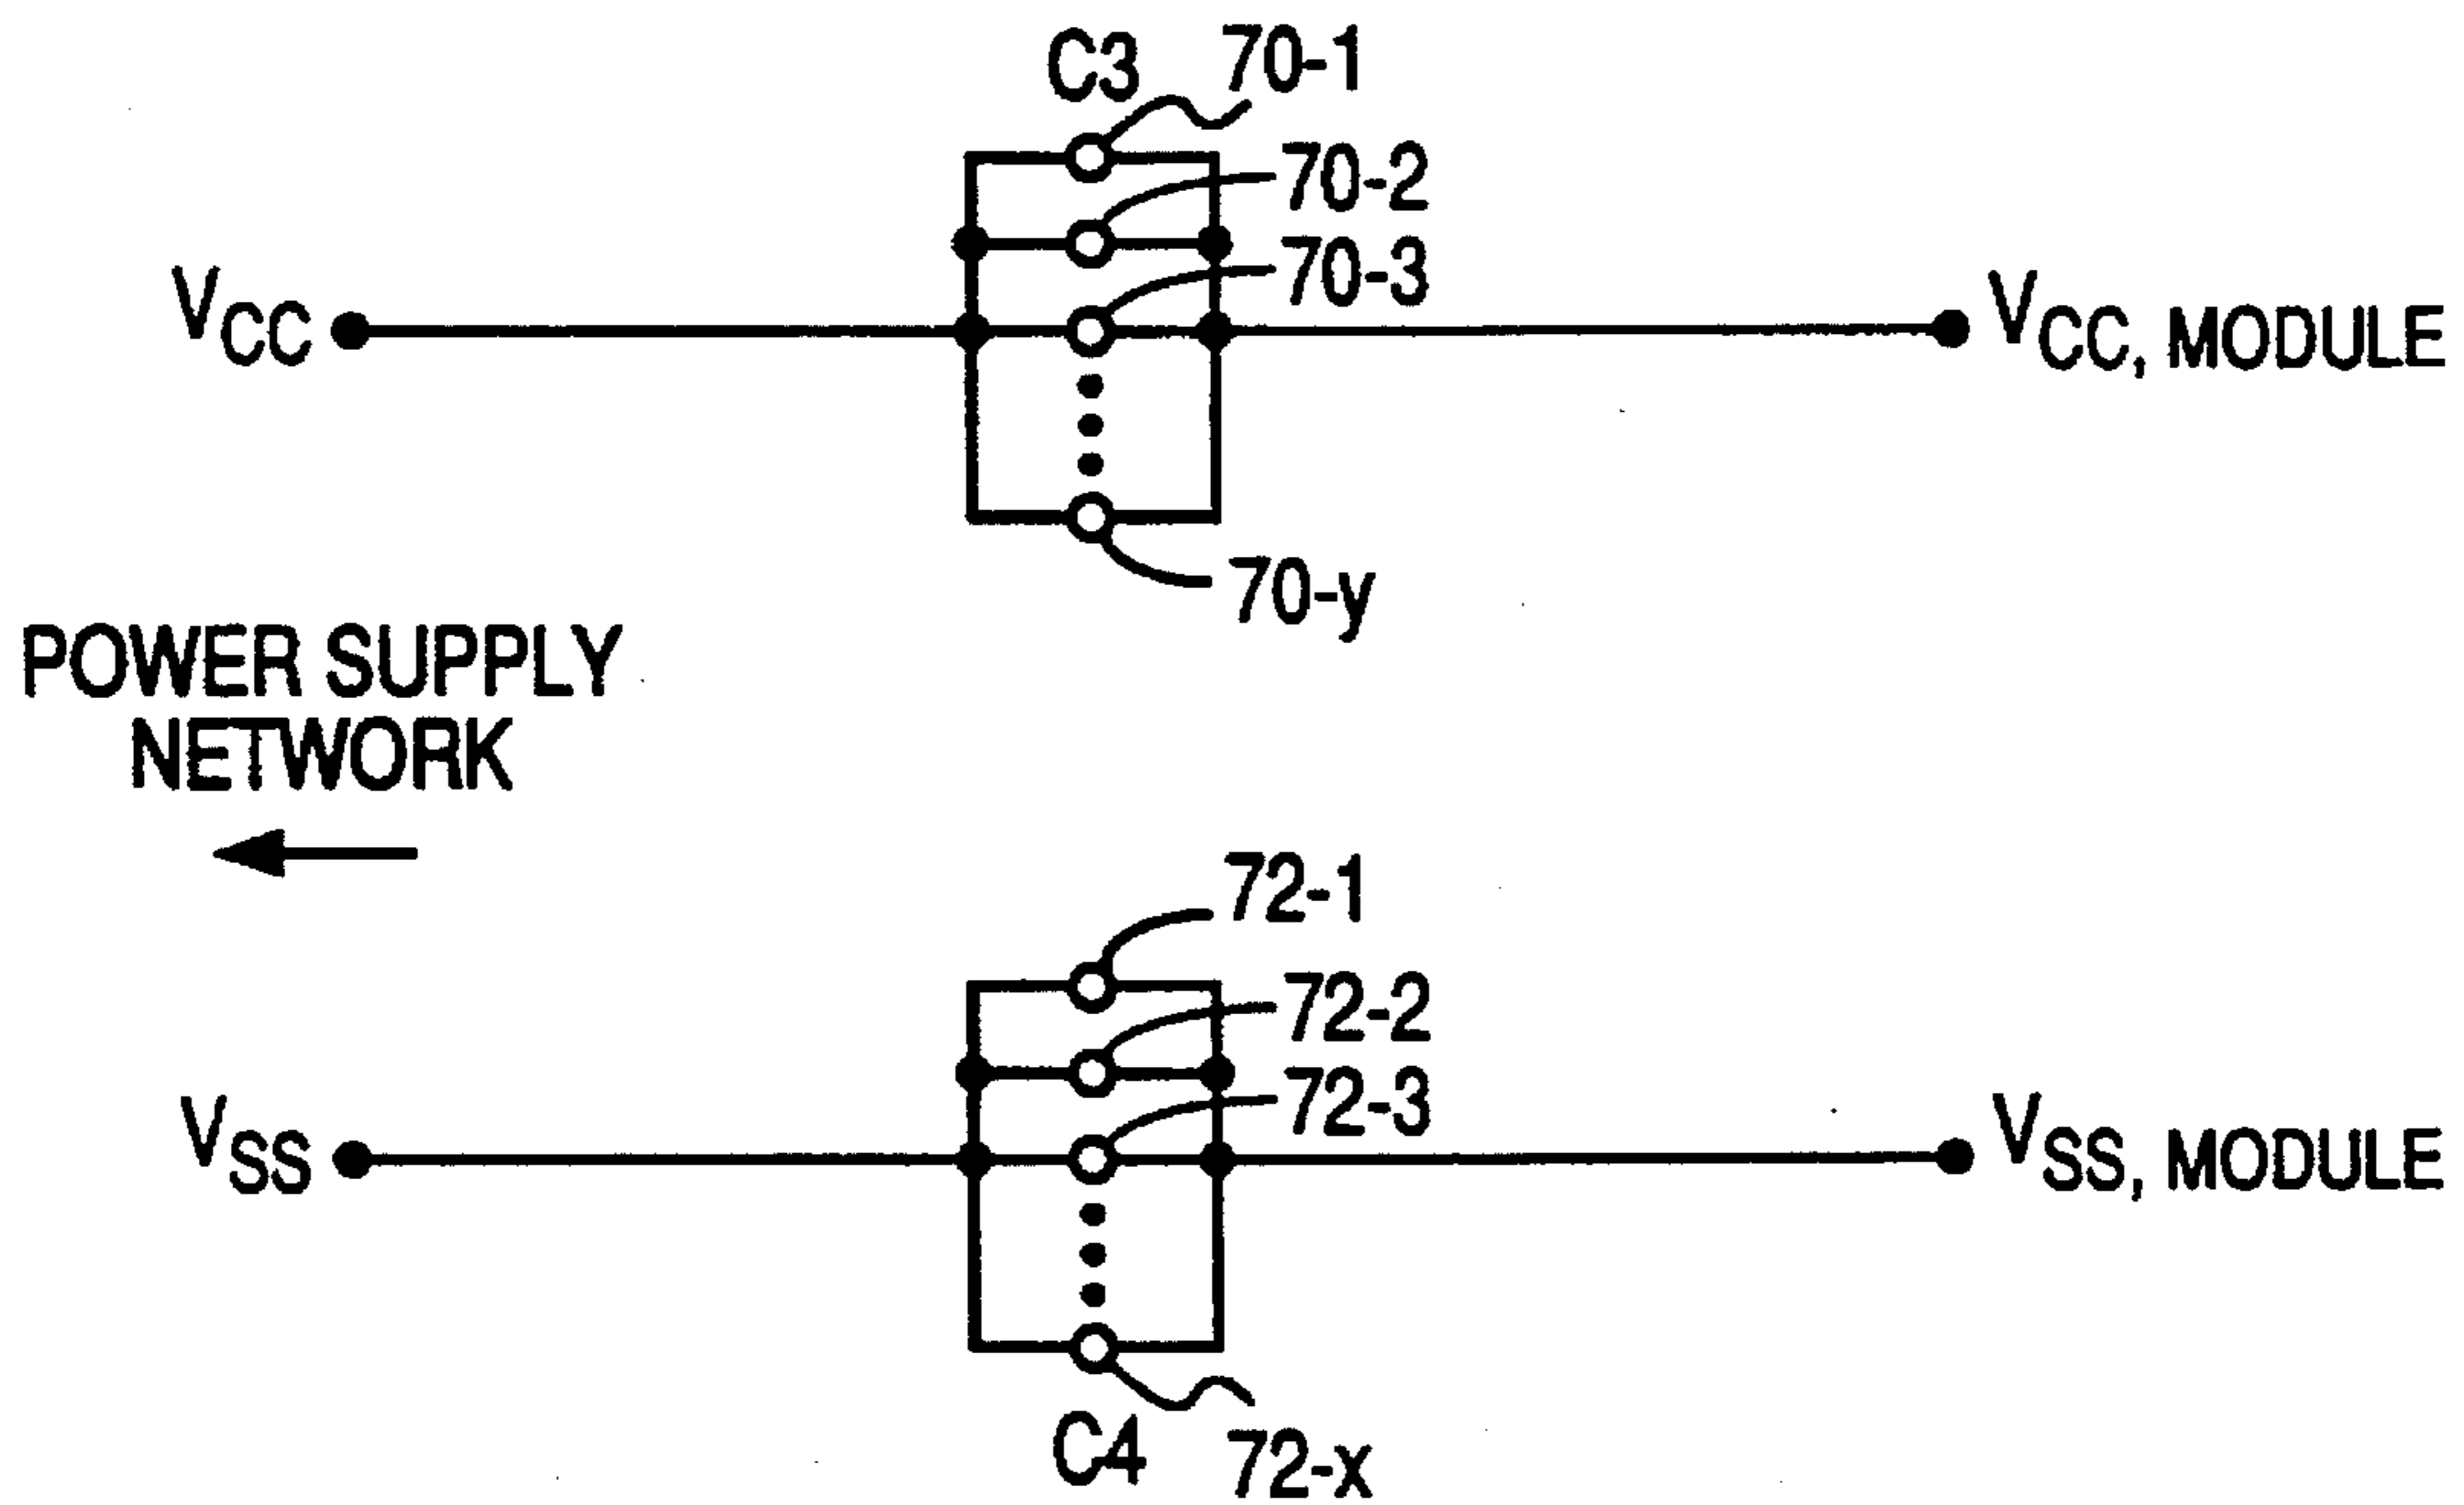 C3 70-1
70-2
70-3
VCC VCC, MODULE
70-y
POWER SUPPLY
NETWORK
72-1
72-2
72-3
VSS VSS, MODULE
C4 72-x